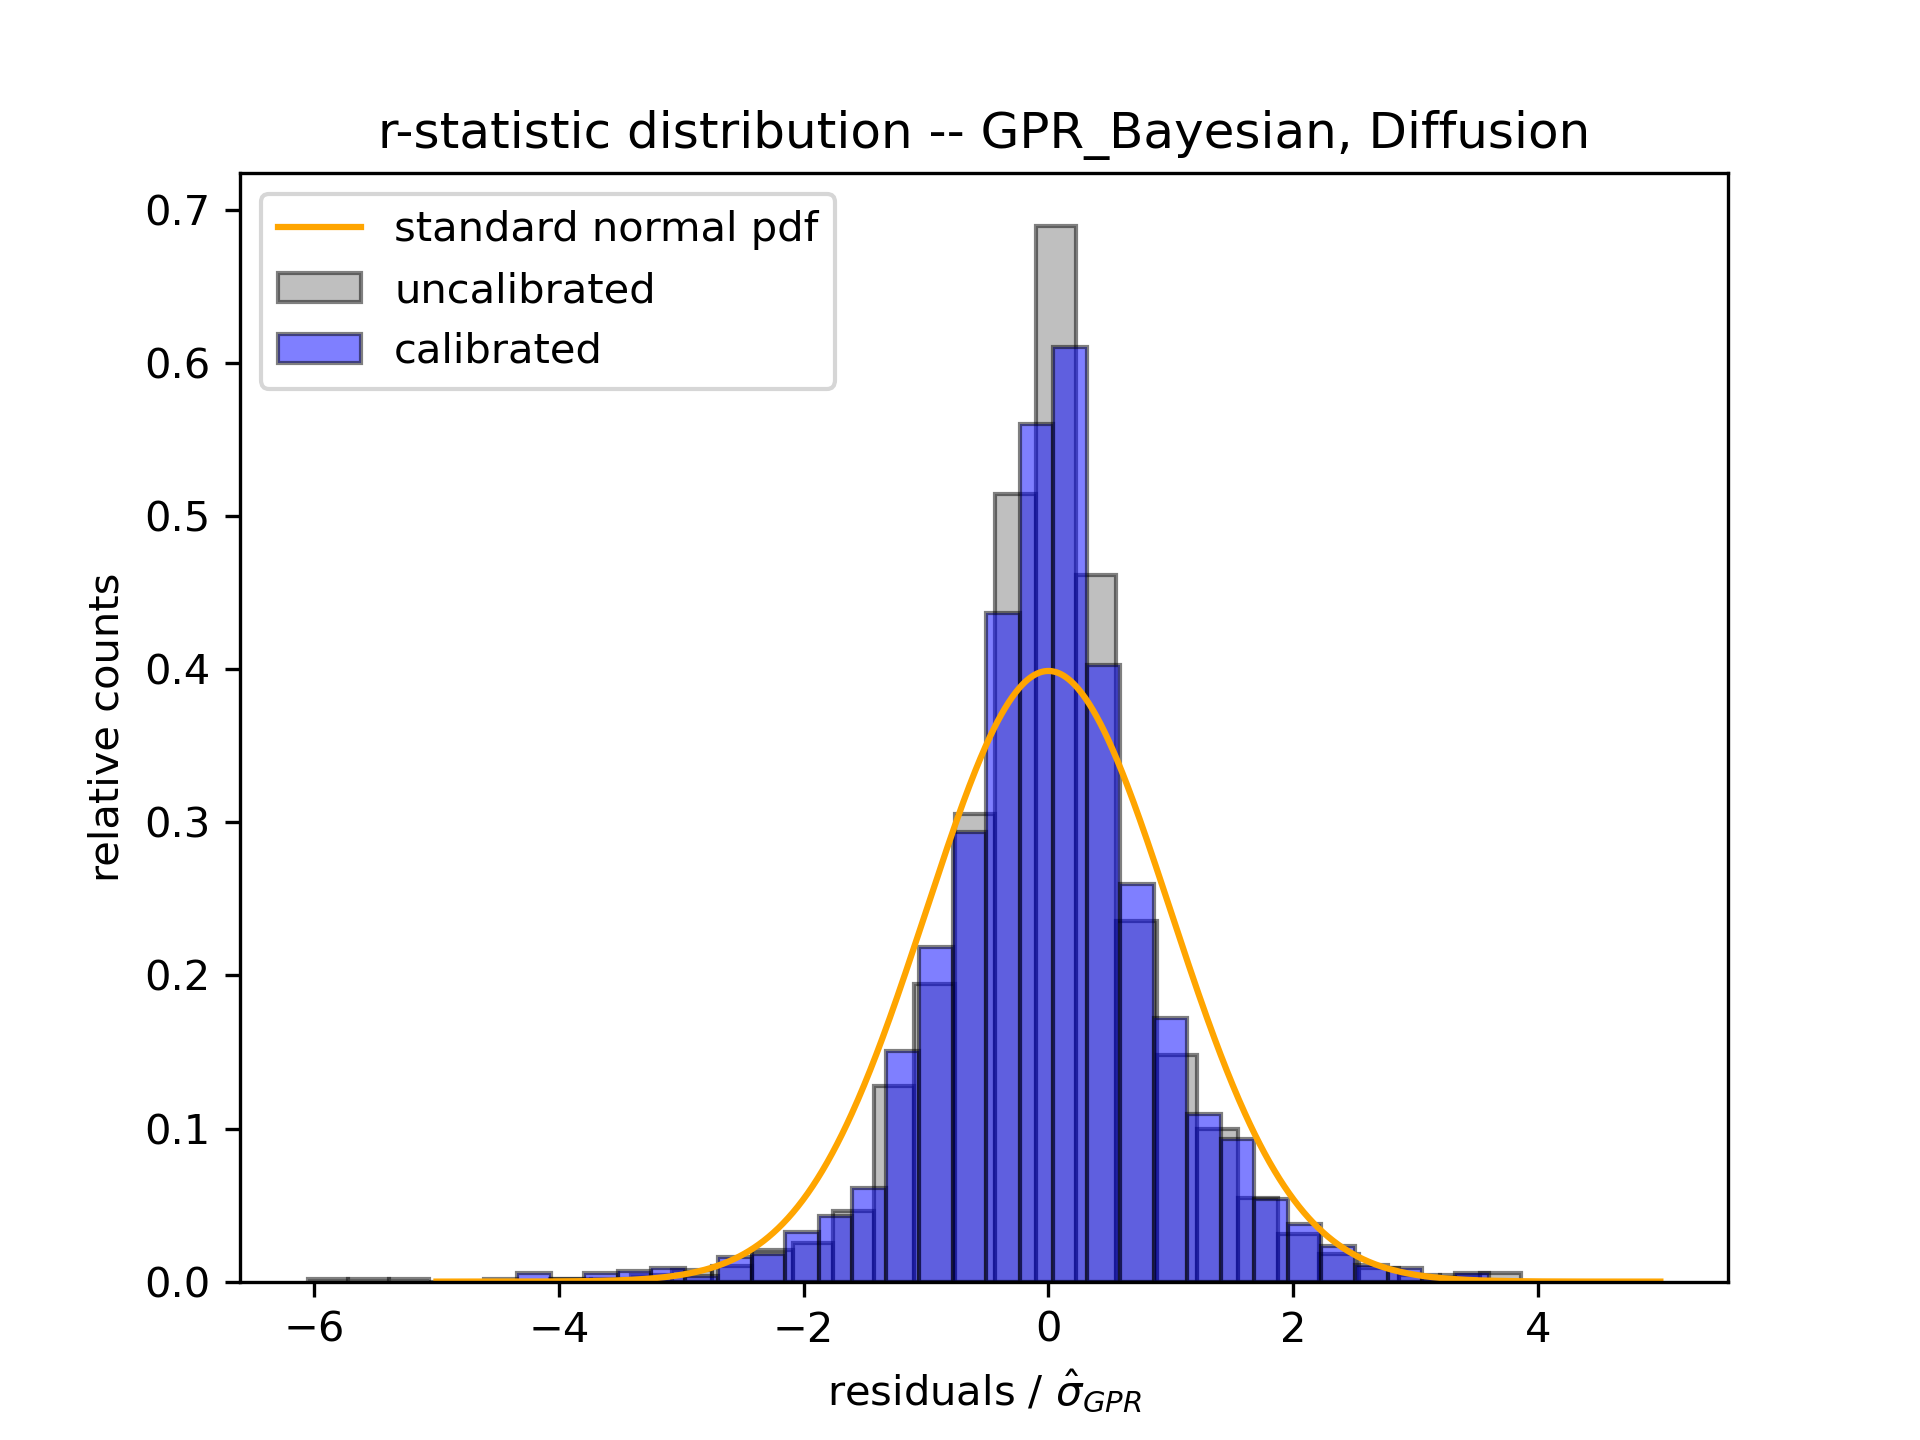 r-statistic distribution -- GPR_Bayesian, Diffusion
standard normal pdf
uncalibrated
calibrated
0.7
0.6
0.5
0.4
0.3
0.2
0.1
0.0
relative counts
−6 −4 −2 0 2 4
residuals / σ̂_GPR